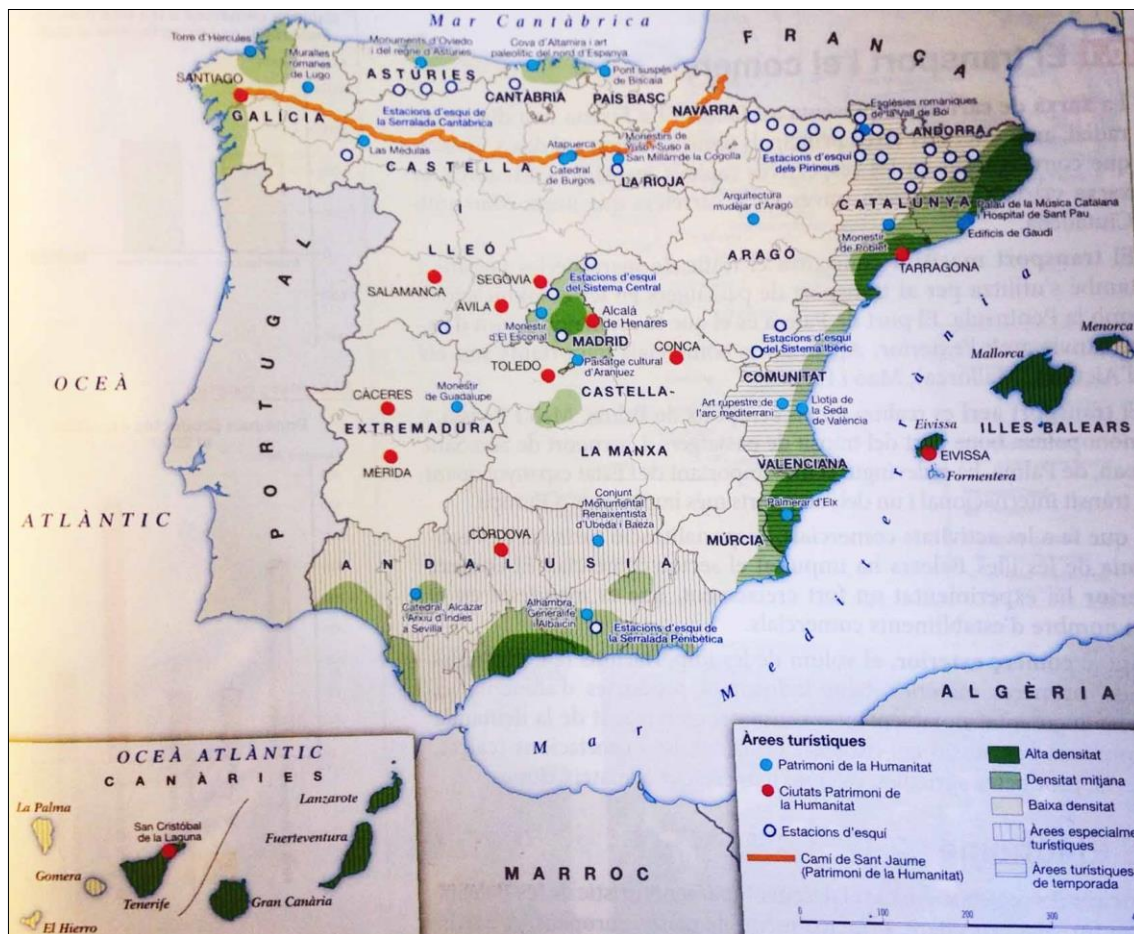 Mar Cantàbrica
FRANÇA
Torre d'Hèrcules
Muralles
romanes
de Lugo
Monuments d'Oviedo
i del regne d'Astúries
Cova d'Altamira i art
paleolític del nord d'Espanya
Pont suspès
de Biscaia
SANTIAGO
GALÍCIA
ASTÚRIES
CANTÀBRIA
PAÍS BASC
NAVARRA
Estacions d'esquí de
la Serralada Cantàbrica
Esglésies romàniques
de la Vall de Boí
ANDORRA
Las Médulas
Atapuerca
Catedral
de Burgos
Monestirs de
Yuso i Suso a
San Millán de la Cogolla
Estacions d'esquí
dels Pirineus
CASTELLA
I
LLEÓ
LA RIOJA
Arquitectura
mudèjar d'Aragó
ARAGÓ
CATALUNYA
Palau de la Música Catalana
i Hospital de Sant Pau
Edificis de Gaudí
Monestir
de Poblet
TARRAGONA
PORTUGAL
SALAMANCA
SEGÒVIA
ÀVILA
Estacions d'esquí
del Sistema Central
Alcalá
de Henares
Monestir
d'El Escorial
MADRID
Paisatge cultural
d'Aranjuez
TOLEDO
CONCA
Estacions d'esquí
del Sistema Ibèric
CASTELLA-
LA MANXA
COMUNITAT
VALENCIANA
Art rupestre de
l'arc mediterrani
Llotja de
la Seda
de València
Menorca
Mallorca
Eivissa
ILLES BALEARS
EIVISSA
Formentera
OCEÀ
ATLÀNTIC
CÀCERES
Monestir
de Guadalupe
EXTREMADURA
MÈRIDA
Palmerar d'Elx
MÚRCIA
Conjunt
Monumental
Renaixentista
d'Úbeda i Baeza
CÒRDOVA
ANDALUSIA
Catedral, Alcázar
i Arxiu d'Índies
a Sevilla
Alhambra,
Generalife
Albaicín
Estacions d'esquí de
la Serralada Penibètica
Mar Mediterrània
ALGÈRIA
MARROC
OCEÀ ATLÀNTIC
CANÀRIES
La Palma
Lanzarote
San Cristóbal
de la Laguna
Fuerteventura
Gomera
Tenerife
Gran Canària
El Hierro
Àrees turístiques
Patrimoni de la Humanitat
Ciutats Patrimoni de
la Humanitat
Estacions d'esquí
Camí de Sant Jaume
(Patrimoni de la Humanitat)
Alta densitat
Densitat mitjana
Baixa densitat
Àrees especialme
turístiques
Àrees turístiques
de temporada
0 100 200 300